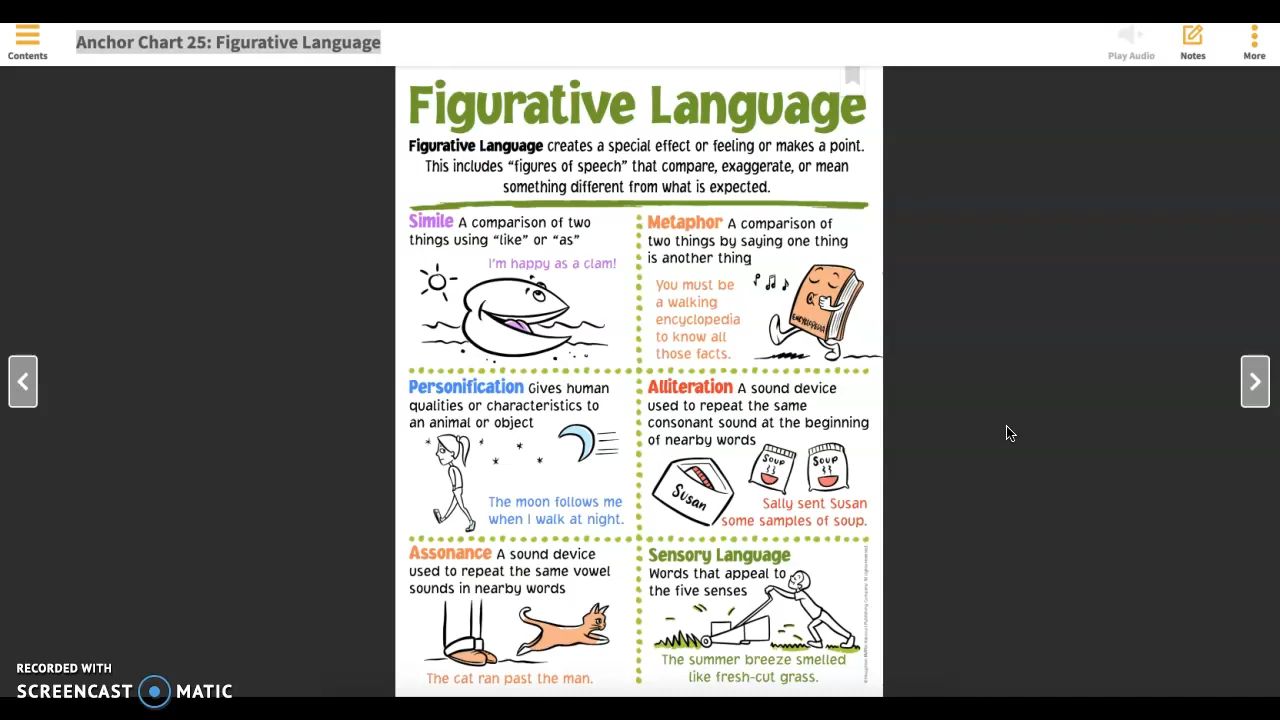 Contents
Anchor Chart 25: Figurative Language
Play Audio
Notes
More
Figurative Language
Figurative Language creates a special effect or feeling or makes a point.
This includes “figures of speech” that compare, exaggerate, or mean
something different from what is expected.
Simile A comparison of two
things using “like” or “as”
I'm happy as a clam!
Metaphor A comparison of
two things by saying one thing
is another thing
You must be
a walking
encyclopedia
to know all
those facts.
ENCYCLOPEDIA
Personification Gives human
qualities or characteristics to
an animal or object
The moon follows me
when I walk at night.
Alliteration A sound device
used to repeat the same
consonant sound at the beginning
of nearby words
Soup
Soup
Susan
Sally sent Susan
some samples of soup.
Assonance A sound device
used to repeat the same vowel
sounds in nearby words
The cat ran past the man.
Sensory Language
Words that appeal to
the five senses
The summer breeze smelled
like fresh-cut grass.
RECORDED WITH
SCREENCAST MATIC